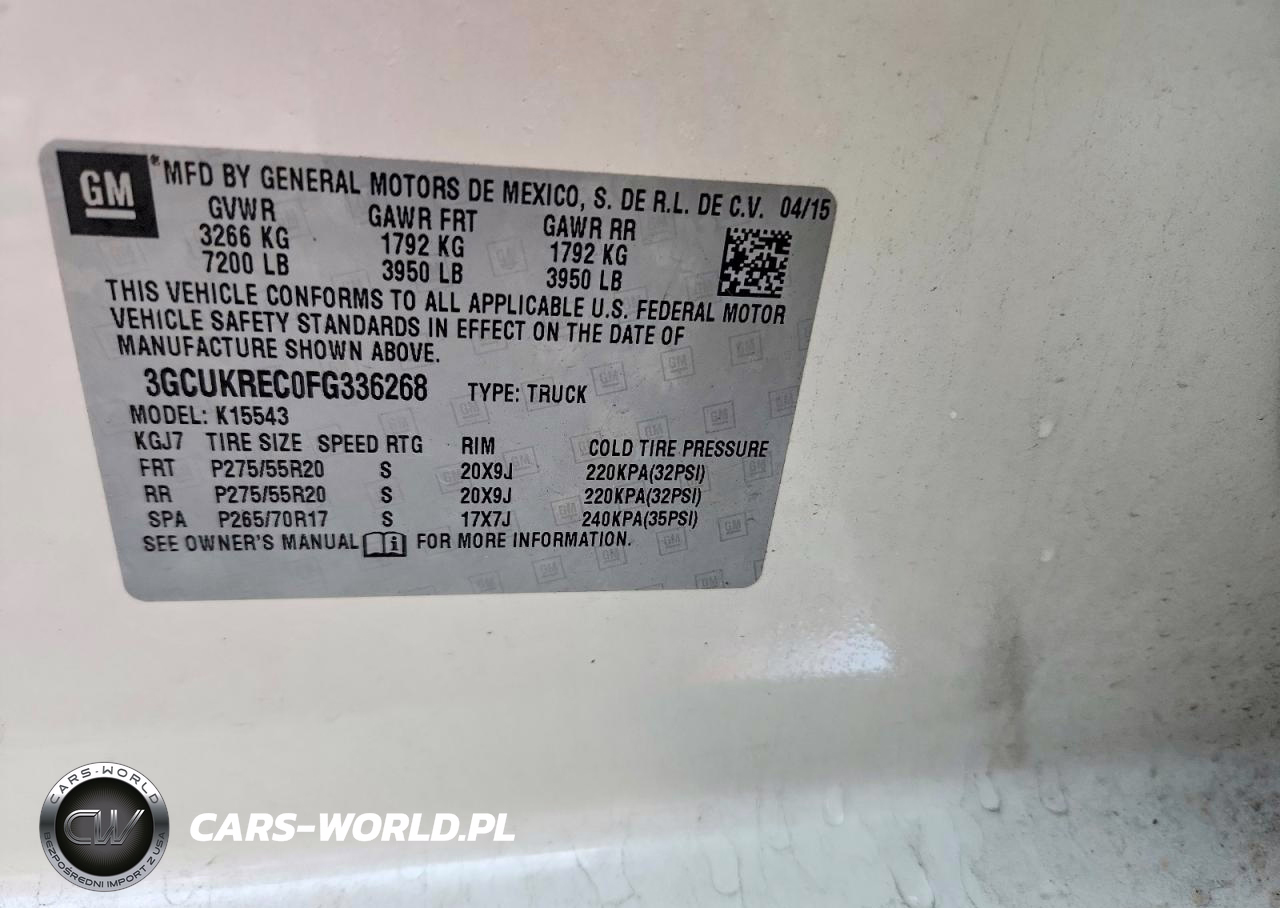 GM
® MFD BY GENERAL MOTORS DE MEXICO, S. DE R.L. DE C.V. 04/15
GVWR GAWR FRT GAWR RR
3266 KG 1792 KG 1792 KG
7200 LB 3950 LB 3950 LB
THIS VEHICLE CONFORMS TO ALL APPLICABLE U.S. FEDERAL MOTOR
VEHICLE SAFETY STANDARDS IN EFFECT ON THE DATE OF
MANUFACTURE SHOWN ABOVE.
3GCUKREC0FG336268 TYPE: TRUCK
MODEL: K15543
KGJ7 TIRE SIZE SPEED RTG RIM COLD TIRE PRESSURE
FRT P275/55R20 S 20X9J 220KPA(32PSI)
RR P275/55R20 S 20X9J 220KPA(32PSI)
SPA P265/70R17 S 17X7J 240KPA(35PSI)
SEE OWNER'S MANUAL i FOR MORE INFORMATION.
CARS-WORLD
CW
BEZPOŚREDNI IMPORT Z USA
CARS-WORLD.PL